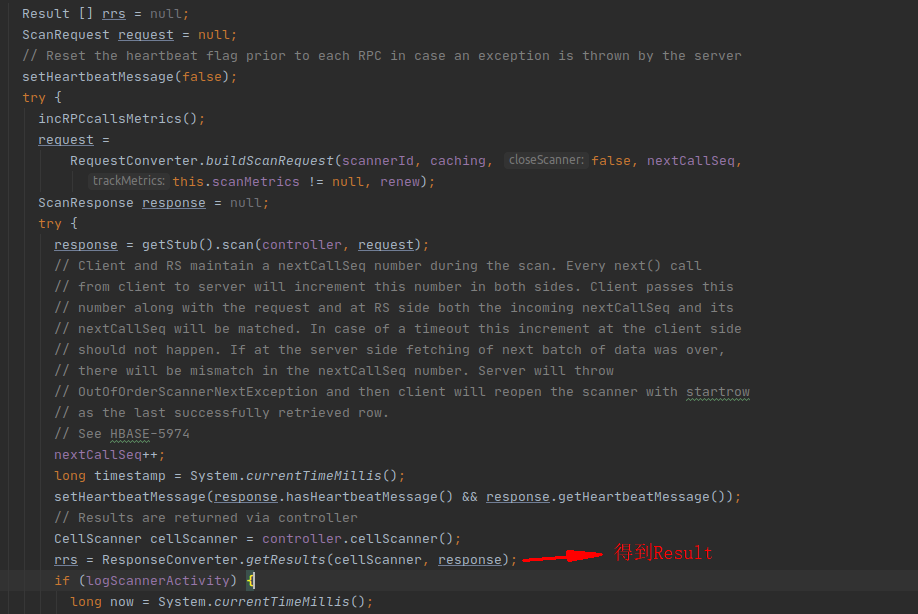 Result [] rrs = null;
ScanRequest request = null;
// Reset the heartbeat flag prior to each RPC in case an exception is thrown by the server
setHeartbeatMessage(false);
try {
incRPCcallsMetrics();
request =
RequestConverter.buildScanRequest(scannerId, caching, closeScanner: false, nextCallSeq,
trackMetrics: this.scanMetrics != null, renew);
ScanResponse response = null;
try {
response = getStub().scan(controller, request);
// Client and RS maintain a nextCallSeq number during the scan. Every next() call
// from client to server will increment this number in both sides. Client passes this
// number along with the request and at RS side both the incoming nextCallSeq and its
// nextCallSeq will be matched. In case of a timeout this increment at the client side
// should not happen. If at the server side fetching of next batch of data was over,
// there will be mismatch in the nextCallSeq number. Server will throw
// OutOfOrderScannerNextException and then client will reopen the scanner with startrow
// as the last successfully retrieved row.
// See HBASE-5974
nextCallSeq++;
long timestamp = System.currentTimeMillis();
setHeartbeatMessage(response.hasHeartbeatMessage() && response.getHeartbeatMessage());
// Results are returned via controller
CellScanner cellScanner = controller.cellScanner();
rrs = ResponseConverter.getResults(cellScanner, response); 得到Result
if (logScannerActivity) {
long now = System.currentTimeMillis();